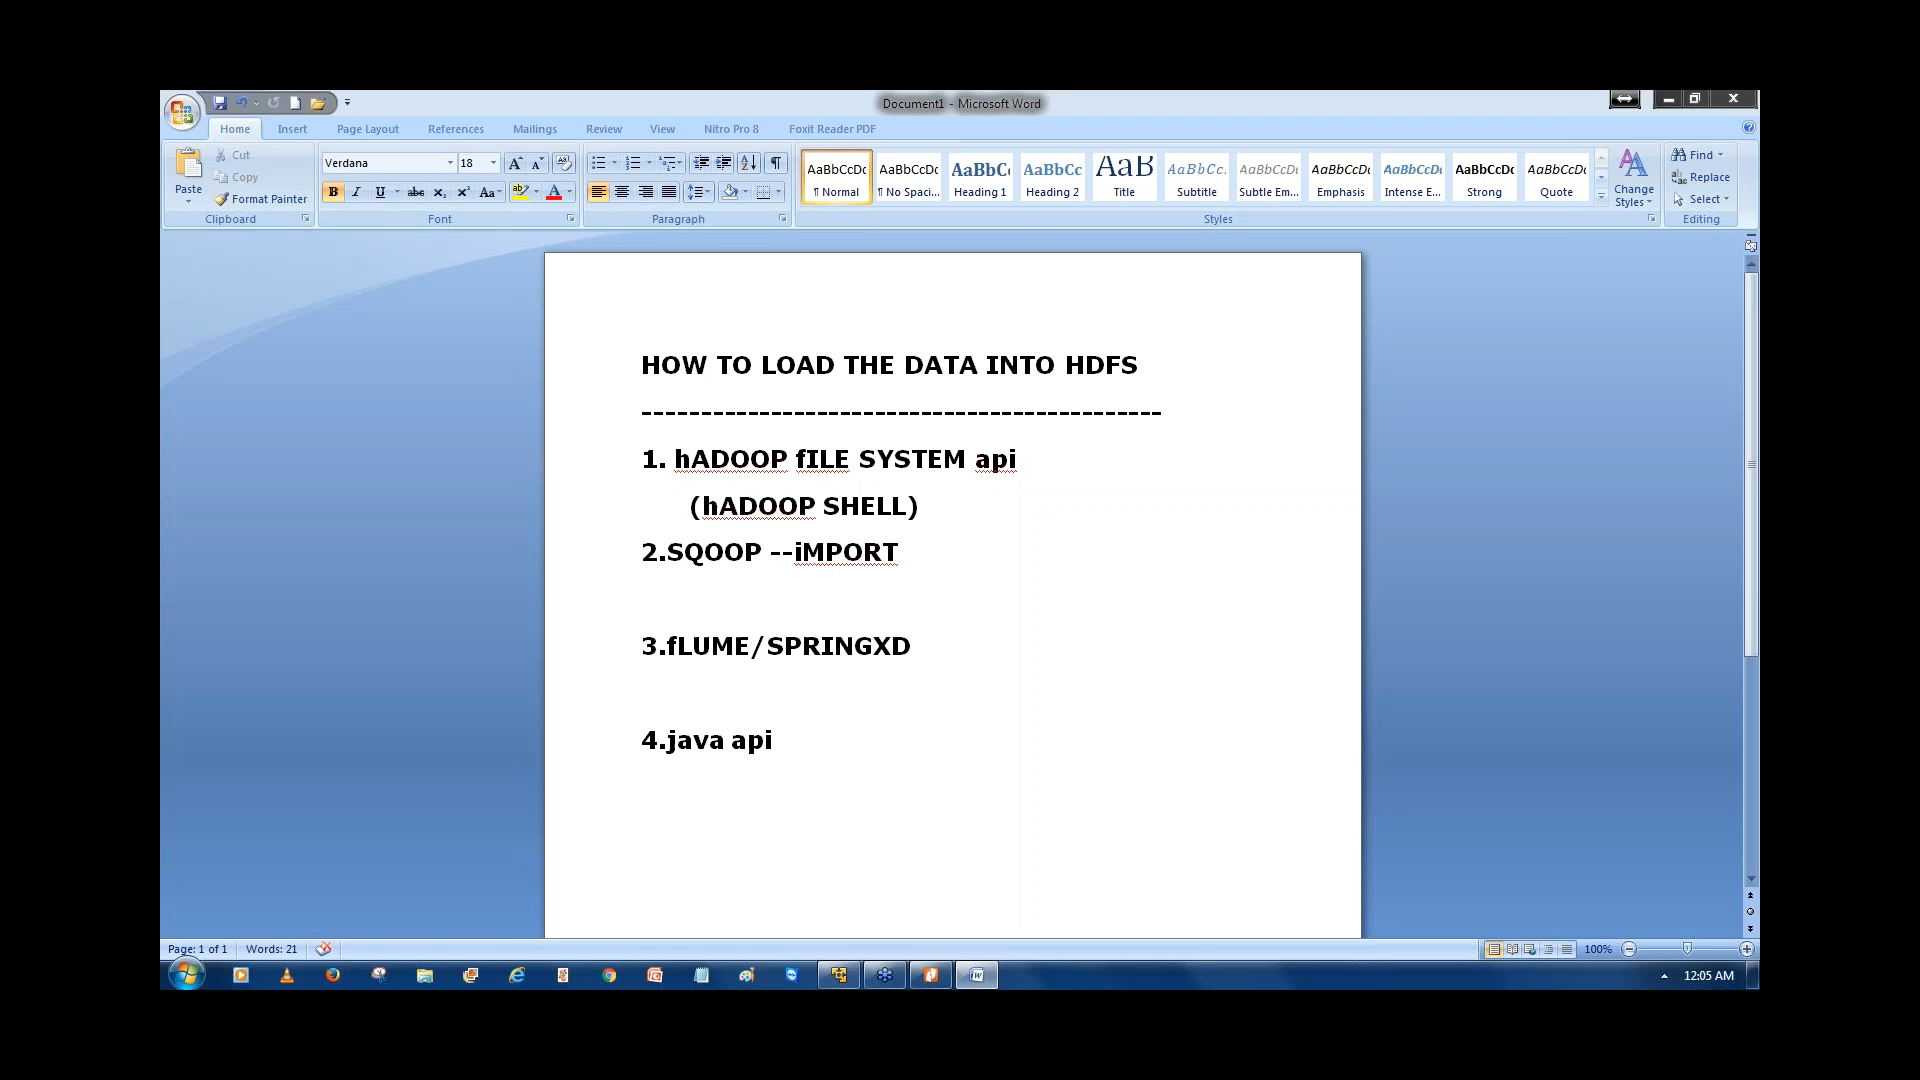 Document1 - Microsoft Word
Home Insert Page Layout References Mailings Review View Nitro Pro 8 Foxit Reader PDF
Paste
Cut
Copy
Format Painter
Clipboard
Verdana 18
Font
Paragraph
AaBbCcDc AaBbCcDc AaBbC AaBbCc AaB AaBbCc. AaBbCcDc AaBbCcDc AaBbCcDc AaBbCcDc AaBbCcDc
¶ Normal ¶ No Spaci... Heading 1 Heading 2 Title Subtitle Subtle Em... Emphasis Intense E... Strong Quote
Styles
Change Styles
Find
Replace
Select
Editing
HOW TO LOAD THE DATA INTO HDFS
---------------------------------------------
1. hADOOP fILE SYSTEM api
(hADOOP SHELL)
2.SQOOP --iMPORT
3.fLUME/SPRINGXD
4.java api
Page: 1 of 1 Words: 21 100%
12:05 AM